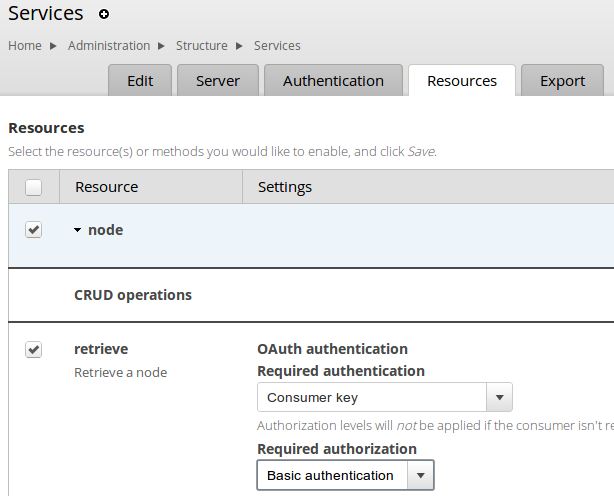 Services
Home Administration Structure Services
Edit Server Authentication Resources Export
Resources
Select the resource(s) or methods you would like to enable, and click Save.
Resource Settings
node
CRUD operations
retrieve OAuth authentication
Retrieve a node Required authentication
Consumer key
Authorization levels will not be applied if the consumer isn't
Required authorization
Basic authentication